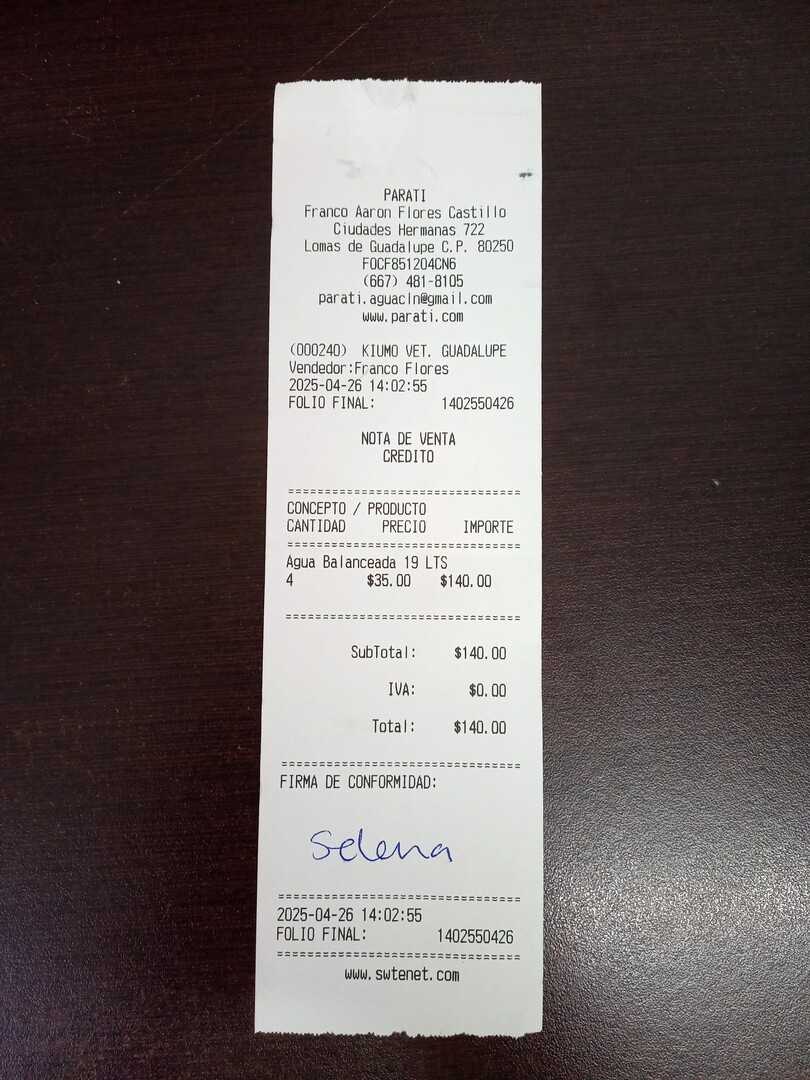 PARATI
Franco Aaron Flores Castillo
Ciudades Hermanas 722
Lomas de Guadalupe C.P. 80250
FOCF851204CN6
(667) 481-8105
parati.aguacln@gmail.com
www.parati.com
(000240) KIUMO VET. GUADALUPE
Vendedor:Franco Flores
2025-04-26 14:02:55
FOLIO FINAL: 1402550426
NOTA DE VENTA
CREDITO
==============================
CONCEPTO / PRODUCTO
CANTIDAD PRECIO IMPORTE
==============================
Agua Balanceada 19 LTS
4 $35.00 $140.00
==============================
SubTotal: $140.00
IVA: $0.00
Total: $140.00
==============================
FIRMA DE CONFORMIDAD:
Selena
==============================
2025-04-26 14:02:55
FOLIO FINAL: 1402550426
==============================
www.swtenet.com